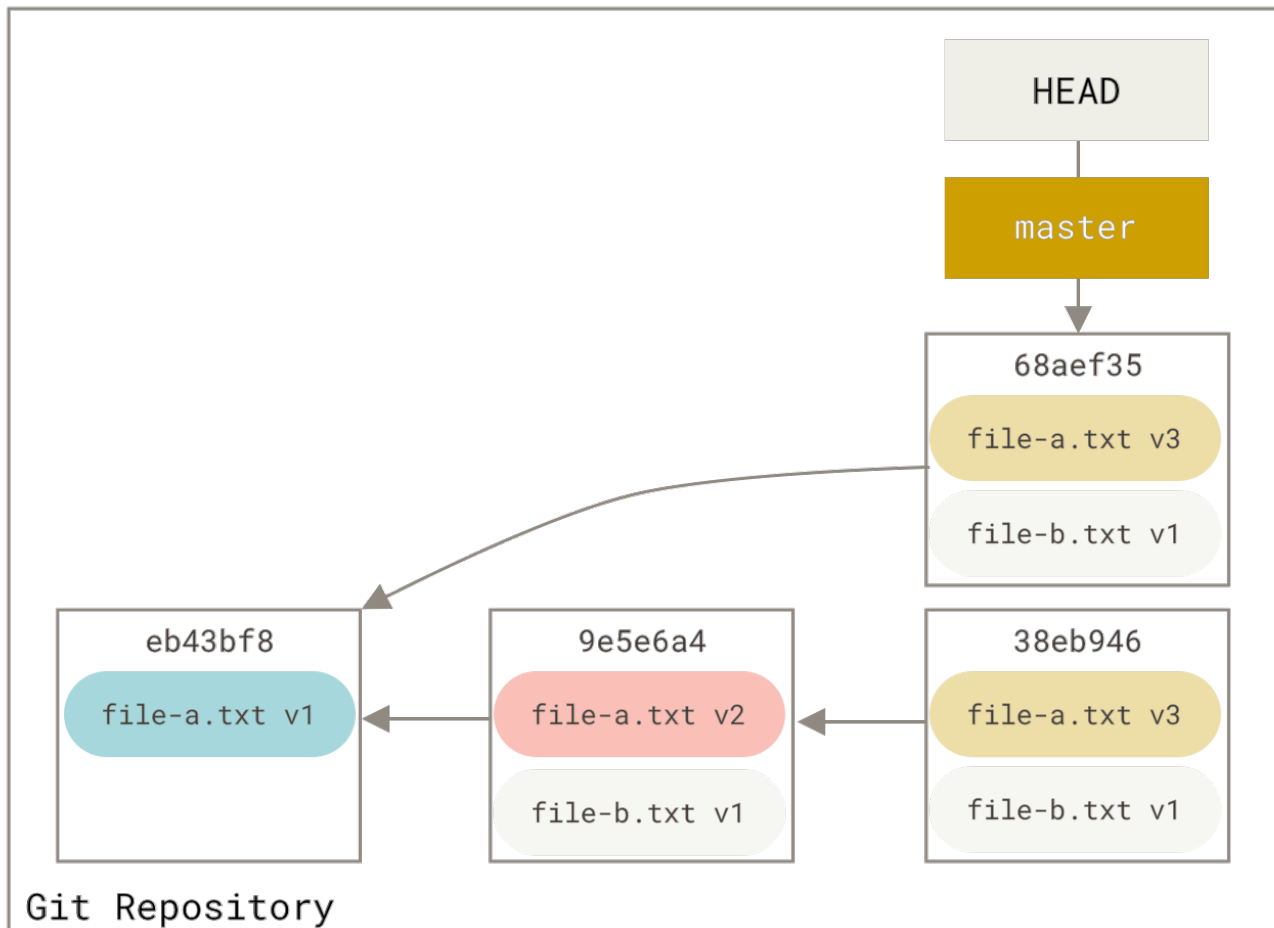 HEAD
master
68aef35
file-a.txt v3
file-b.txt v1
eb43bf8
file-a.txt v1
9e5e6a4
file-a.txt v2
file-b.txt v1
38eb946
file-a.txt v3
file-b.txt v1
Git Repository